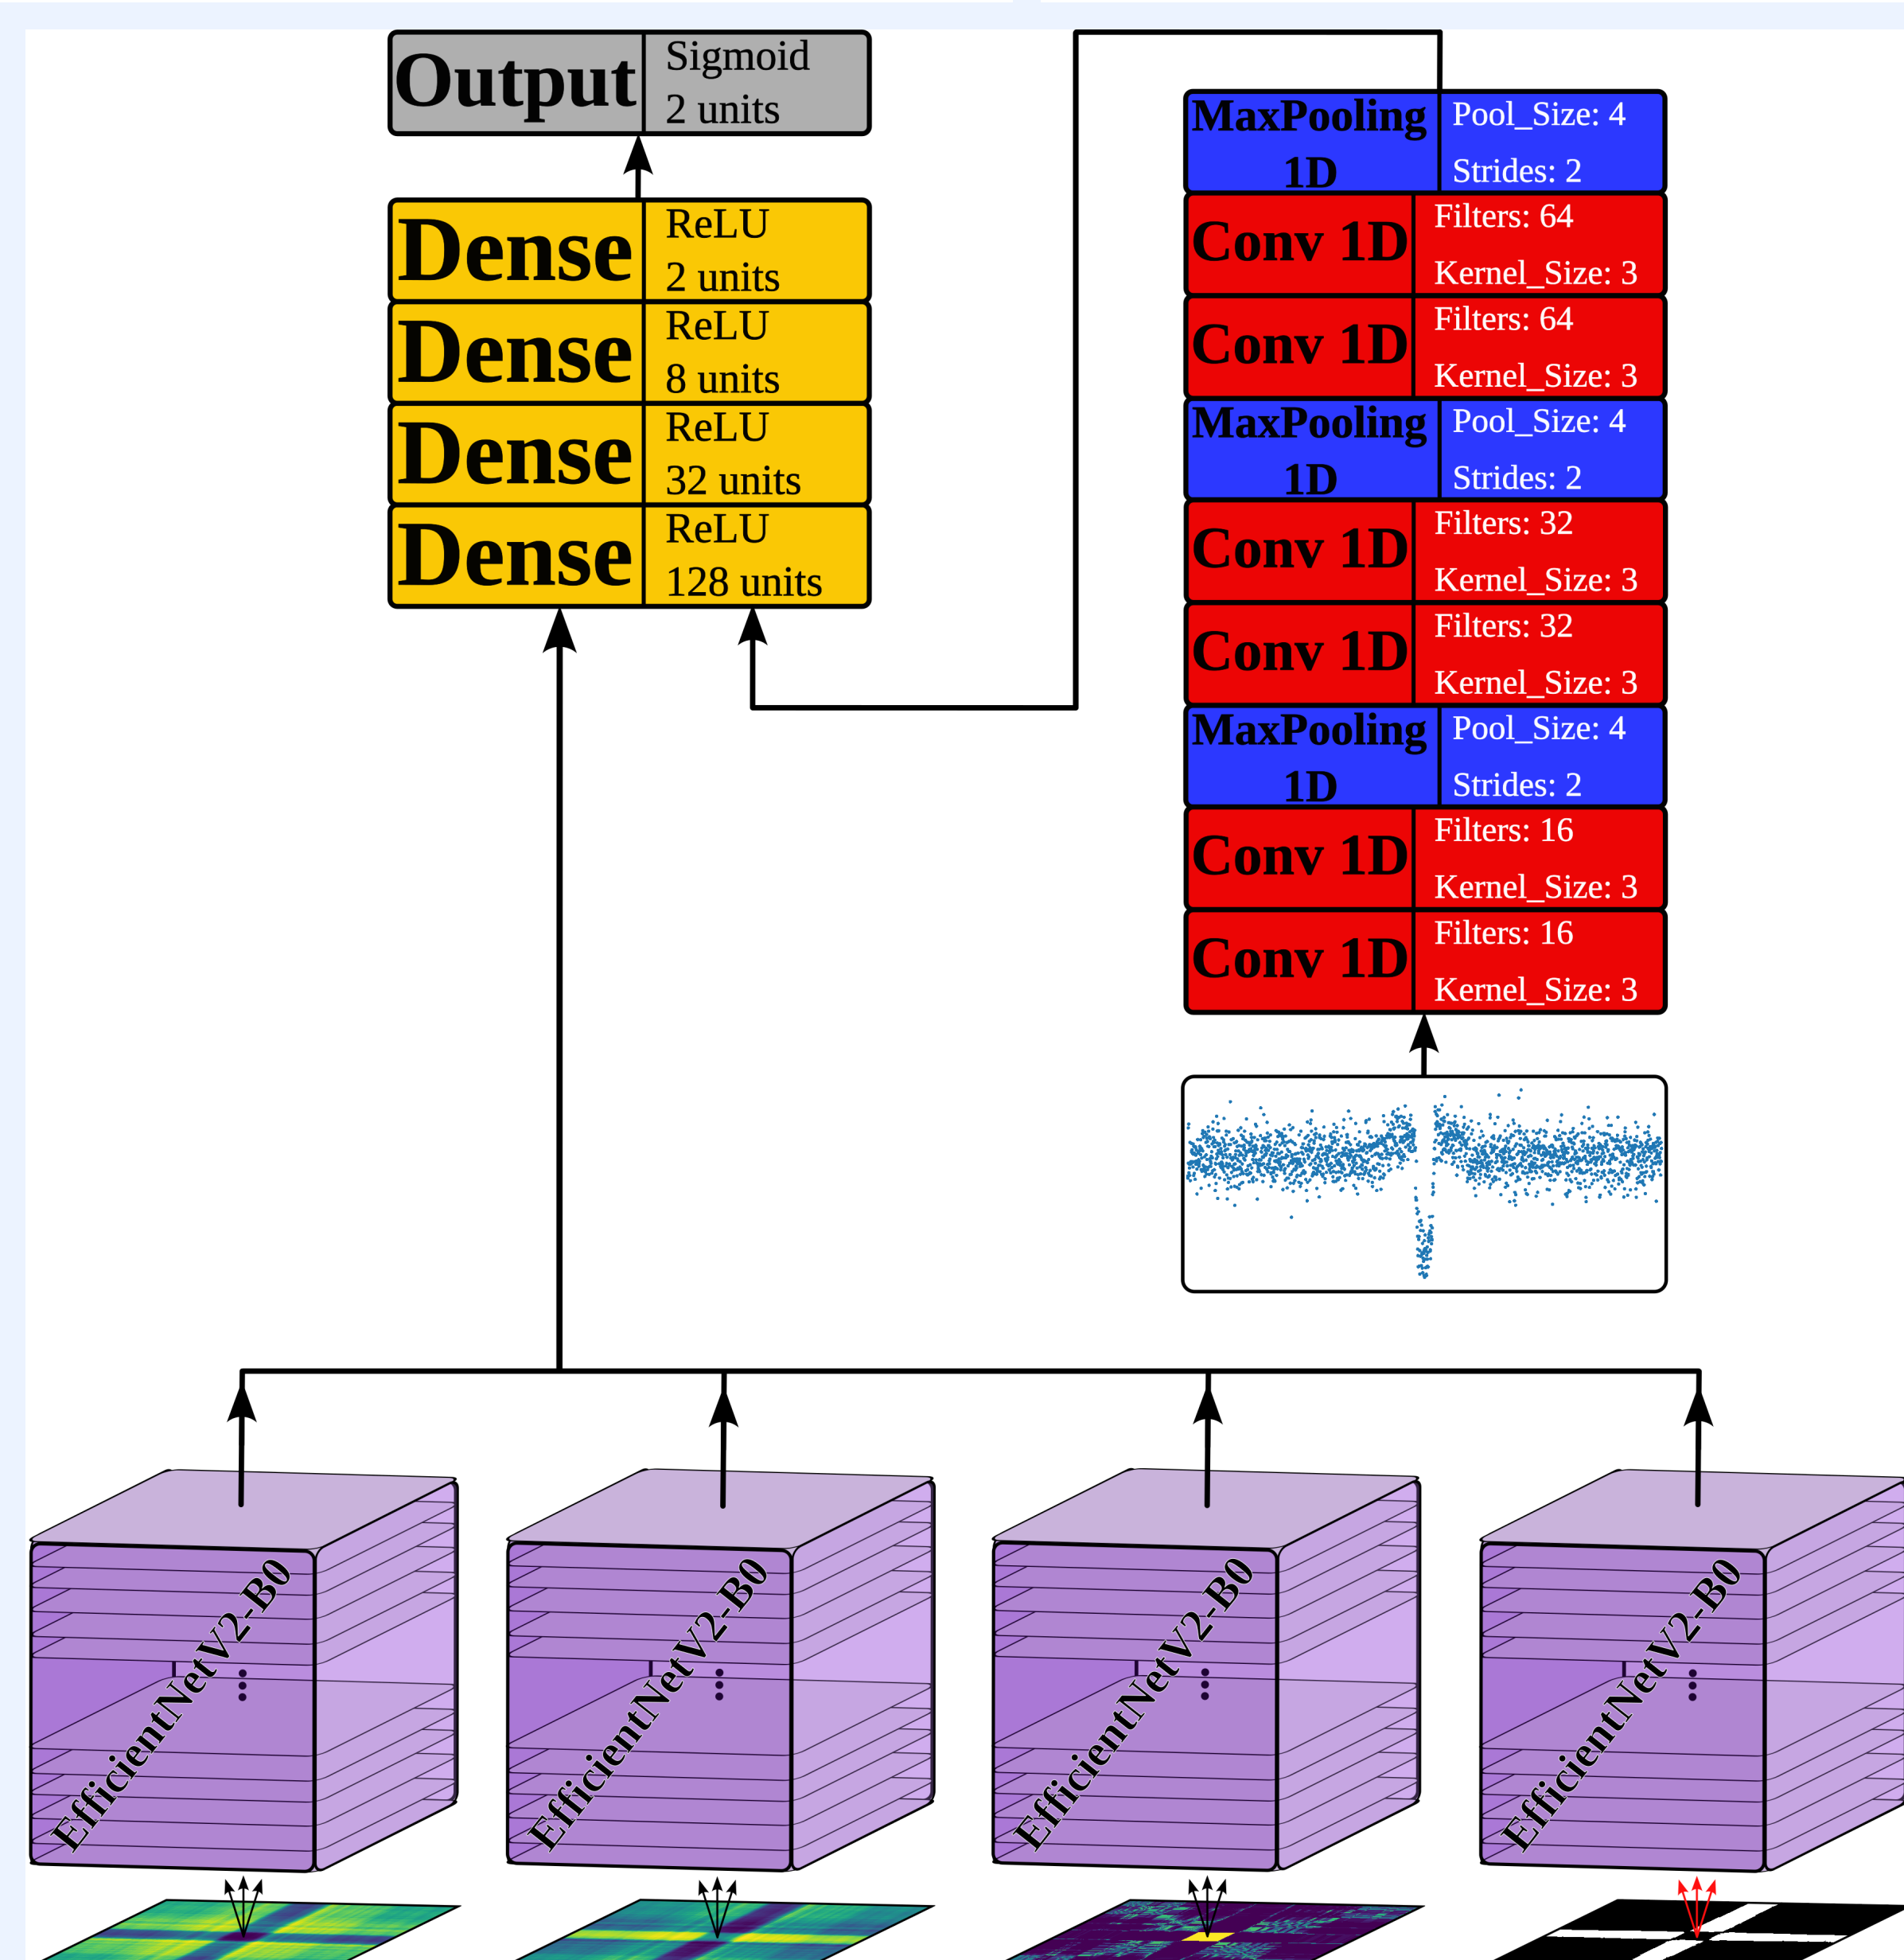 Output
Sigmoid
2 units
Dense
ReLU
2 units
Dense
ReLU
8 units
Dense
ReLU
32 units
Dense
ReLU
128 units
MaxPooling
1D
Pool_Size: 4
Strides: 2
Conv 1D
Filters: 64
Kernel_Size: 3
Conv 1D
Filters: 64
Kernel_Size: 3
MaxPooling
1D
Pool_Size: 4
Strides: 2
Conv 1D
Filters: 32
Kernel_Size: 3
Conv 1D
Filters: 32
Kernel_Size: 3
MaxPooling
1D
Pool_Size: 4
Strides: 2
Conv 1D
Filters: 16
Kernel_Size: 3
Conv 1D
Filters: 16
Kernel_Size: 3
EfficientNetV2-B0
EfficientNetV2-B0
EfficientNetV2-B0
EfficientNetV2-B0